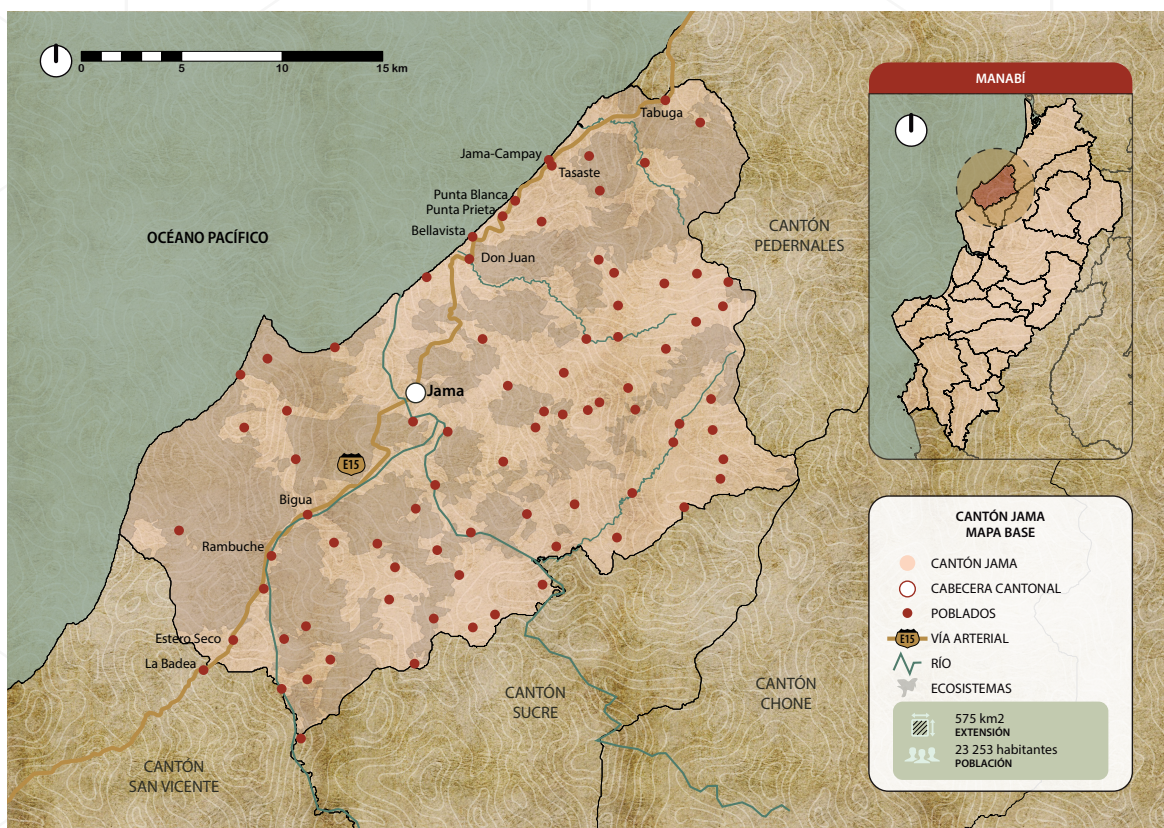 0
5
10
15 km
Tabuga
Jama-Campay
Tasaste
Punta Blanca
Punta Prieta
Bellavista
Don Juan
OCÉANO PACÍFICO
CANTÓN
PEDERNALES
Jama
E15
Bigua
Rambuche
Estero Seco
La Badea
CANTÓN
SUCRE
CANTÓN
CHONE
CANTÓN
SAN VICENTE
MANABÍ
CANTÓN JAMA
MAPA BASE
CANTÓN JAMA
CABECERA CANTONAL
POBLADOS
E15 VÍA ARTERIAL
RÍO
ECOSISTEMAS
575 km2
EXTENSIÓN
23 253 habitantes
POBLACIÓN